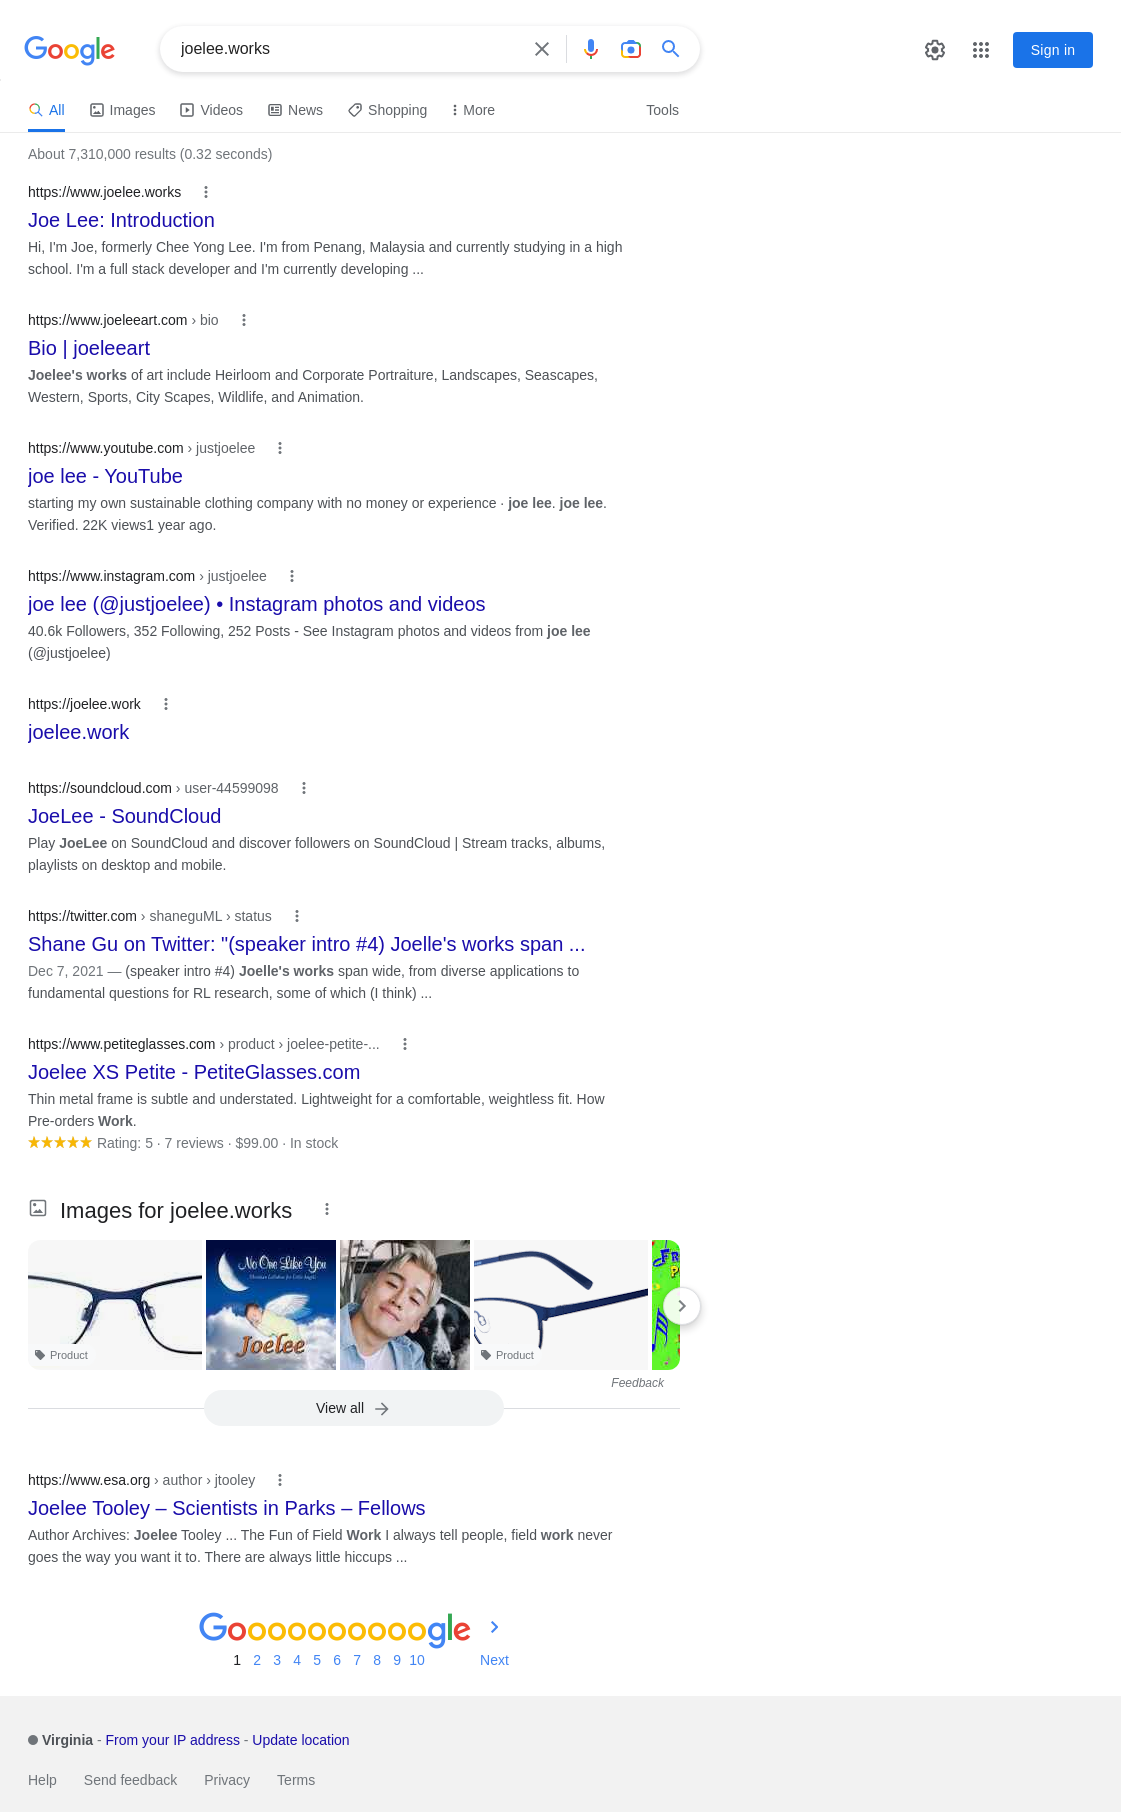 Google
joelee.works
Sign in
All Images Videos News Shopping More Tools
About 7,310,000 results (0.32 seconds)
https://www.joelee.works
Joe Lee: Introduction
Hi, I'm Joe, formerly Chee Yong Lee. I'm from Penang, Malaysia and currently studying in a high
school. I'm a full stack developer and I'm currently developing ...
https://www.joeleeart.com › bio
Bio | joeleeart
Joelee's works of art include Heirloom and Corporate Portraiture, Landscapes, Seascapes,
Western, Sports, City Scapes, Wildlife, and Animation.
https://www.youtube.com › justjoelee
joe lee - YouTube
starting my own sustainable clothing company with no money or experience · joe lee. joe lee.
Verified. 22K views1 year ago.
https://www.instagram.com › justjoelee
joe lee (@justjoelee) • Instagram photos and videos
40.6k Followers, 352 Following, 252 Posts - See Instagram photos and videos from joe lee
(@justjoelee)
https://joelee.work
joelee.work
https://soundcloud.com › user-44599098
JoeLee - SoundCloud
Play JoeLee on SoundCloud and discover followers on SoundCloud | Stream tracks, albums,
playlists on desktop and mobile.
https://twitter.com › shaneguML › status
Shane Gu on Twitter: "(speaker intro #4) Joelle's works span ...
Dec 7, 2021 — (speaker intro #4) Joelle's works span wide, from diverse applications to
fundamental questions for RL research, some of which (I think) ...
https://www.petiteglasses.com › product › joelee-petite-...
Joelee XS Petite - PetiteGlasses.com
Thin metal frame is subtle and understated. Lightweight for a comfortable, weightless fit. How
Pre-orders Work.
Rating: 5 · 7 reviews · $99.00 · In stock
Images for joelee.works
No One Like You
Joelee
Product
Product
Feedback
View all
https://www.esa.org › author › jtooley
Joelee Tooley – Scientists in Parks – Fellows
Author Archives: Joelee Tooley ... The Fun of Field Work I always tell people, field work never
goes the way you want it to. There are always little hiccups ...
Goooooooooogle
1 2 3 4 5 6 7 8 9 10 Next
Virginia - From your IP address - Update location
Help Send feedback Privacy Terms